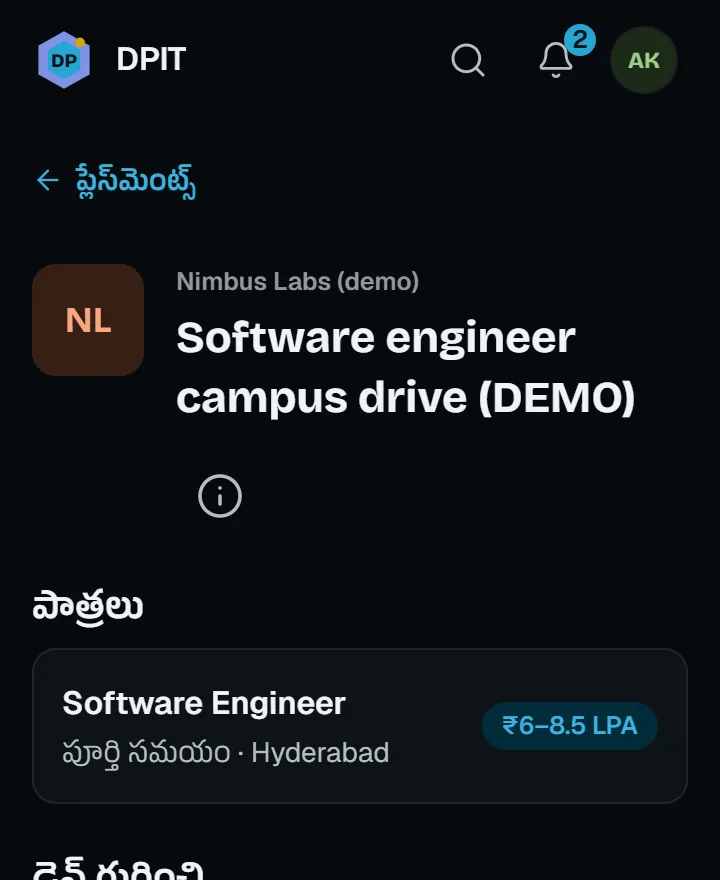 DP
DPIT
2
AK
← ప్లేస్‌మెంట్స్
NL
Nimbus Labs (demo)
Software engineer
campus drive (DEMO)
పాత్రలు
Software Engineer
₹6–8.5 LPA
పూర్తి సమయం · Hyderabad